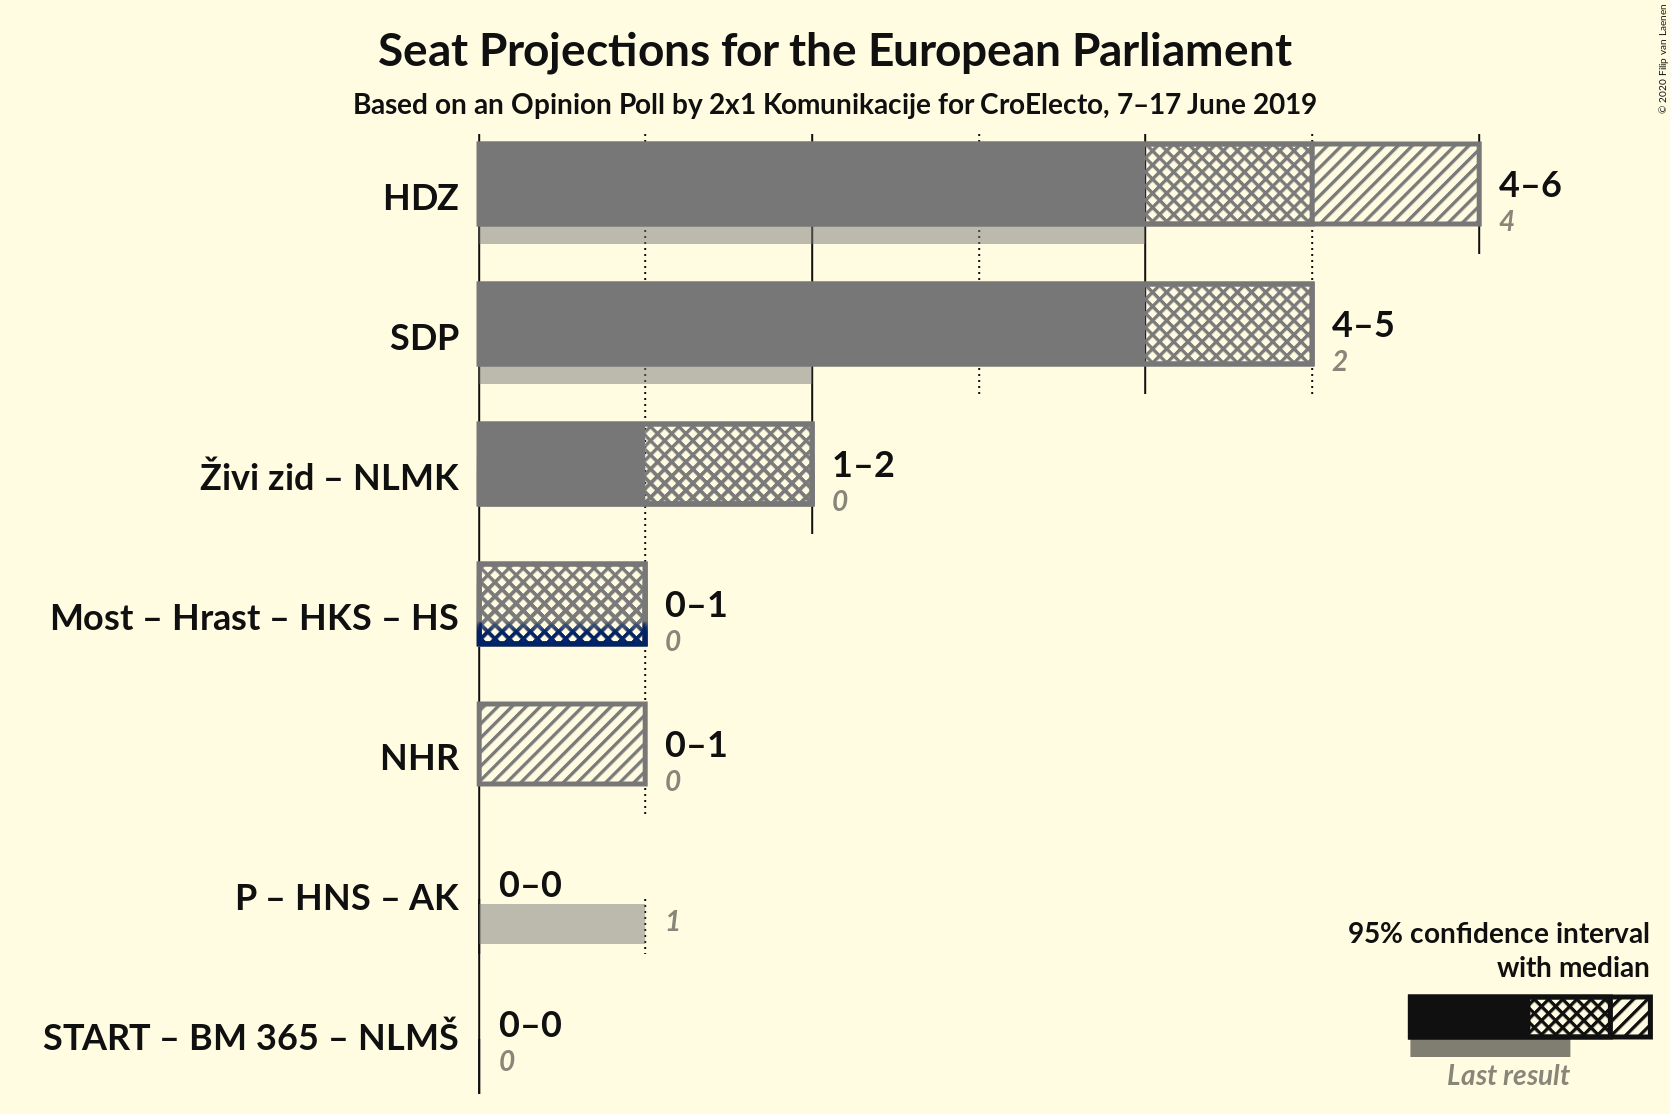 Seat Projections for the European Parliament
Based on an Opinion Poll by 2x1 Komunikacije for CroElecto, 7–17 June 2019
© 2020 Filip van Laenen
HDZ
4–6
4
SDP
4–5
2
Živi zid – NLMK
1–2
0
Most – Hrast – HKS – HS
0–1
0
NHR
0–1
0
P – HNS – AK
0–0
1
START – BM 365 – NLMŠ
0–0
0
95% confidence interval
with median
Last result